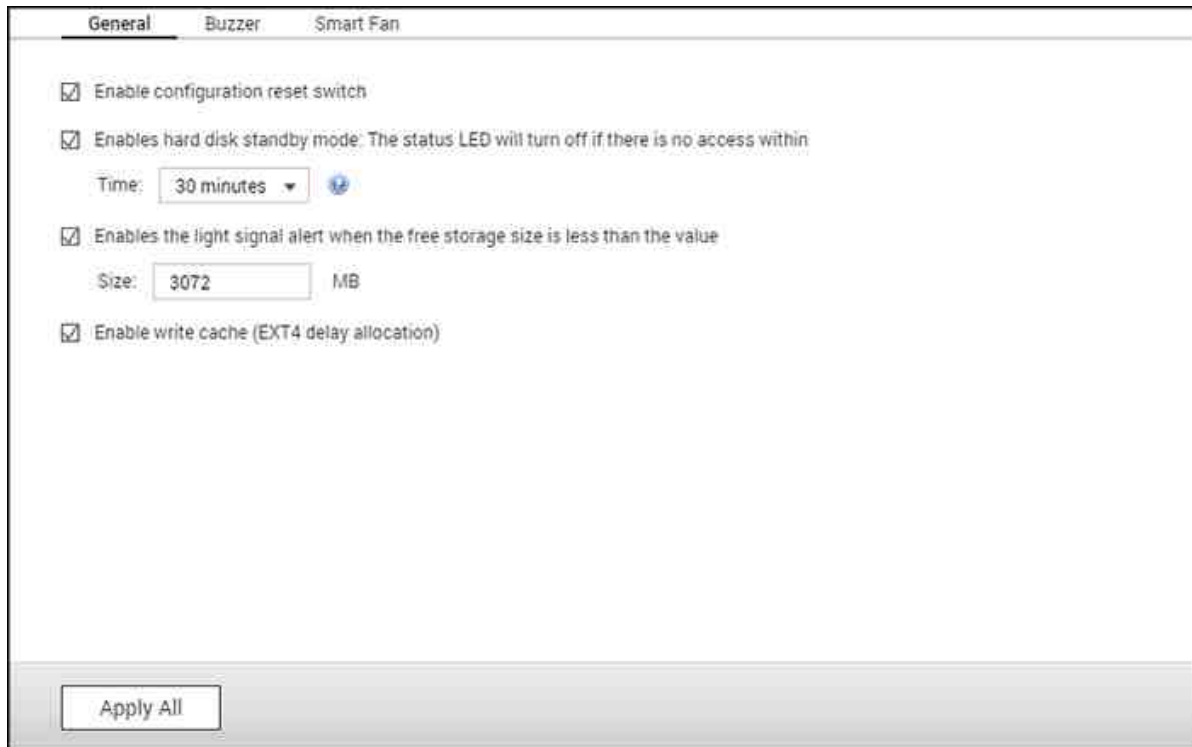 General Buzzer Smart Fan
Enable configuration reset switch
Enables hard disk standby mode: The status LED will turn off if there is no access within
Time: 30 minutes
Enables the light signal alert when the free storage size is less than the value
Size: 3072 MB
Enable write cache (EXT4 delay allocation)
Apply All